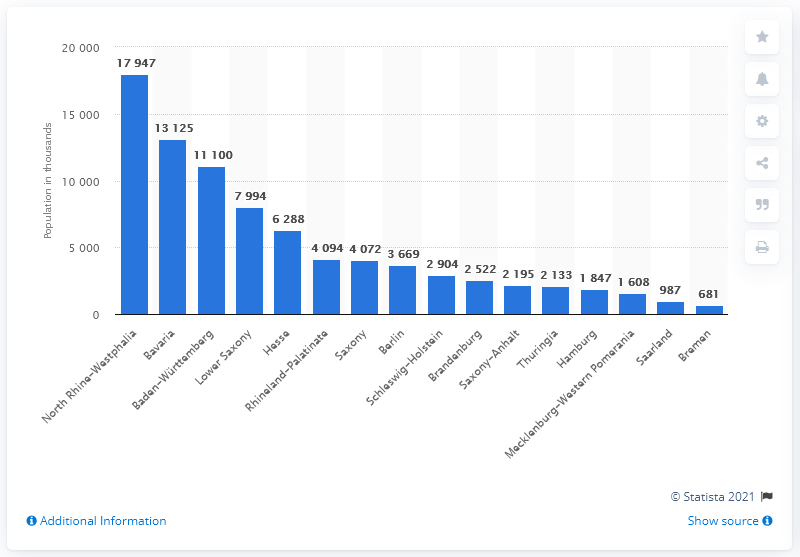 20 000
15 000
10 000
5 000
0
Population in thousands
17 947
13 125
11 100
7 994
6 288
4 094
4 072
3 669
2 904
2 522
2 195
2 133
1 847
1 608
987
681
North Rhine-Westphalia
Bavaria
Baden-Württemberg
Lower Saxony
Hesse
Rhineland-Palatinate
Saxony
Berlin
Schleswig-Holstein
Brandenburg
Saxony-Anhalt
Thuringia
Hamburg
Mecklenburg-Western Pomerania
Saarland
Bremen
© Statista 2021
Additional Information
Show source